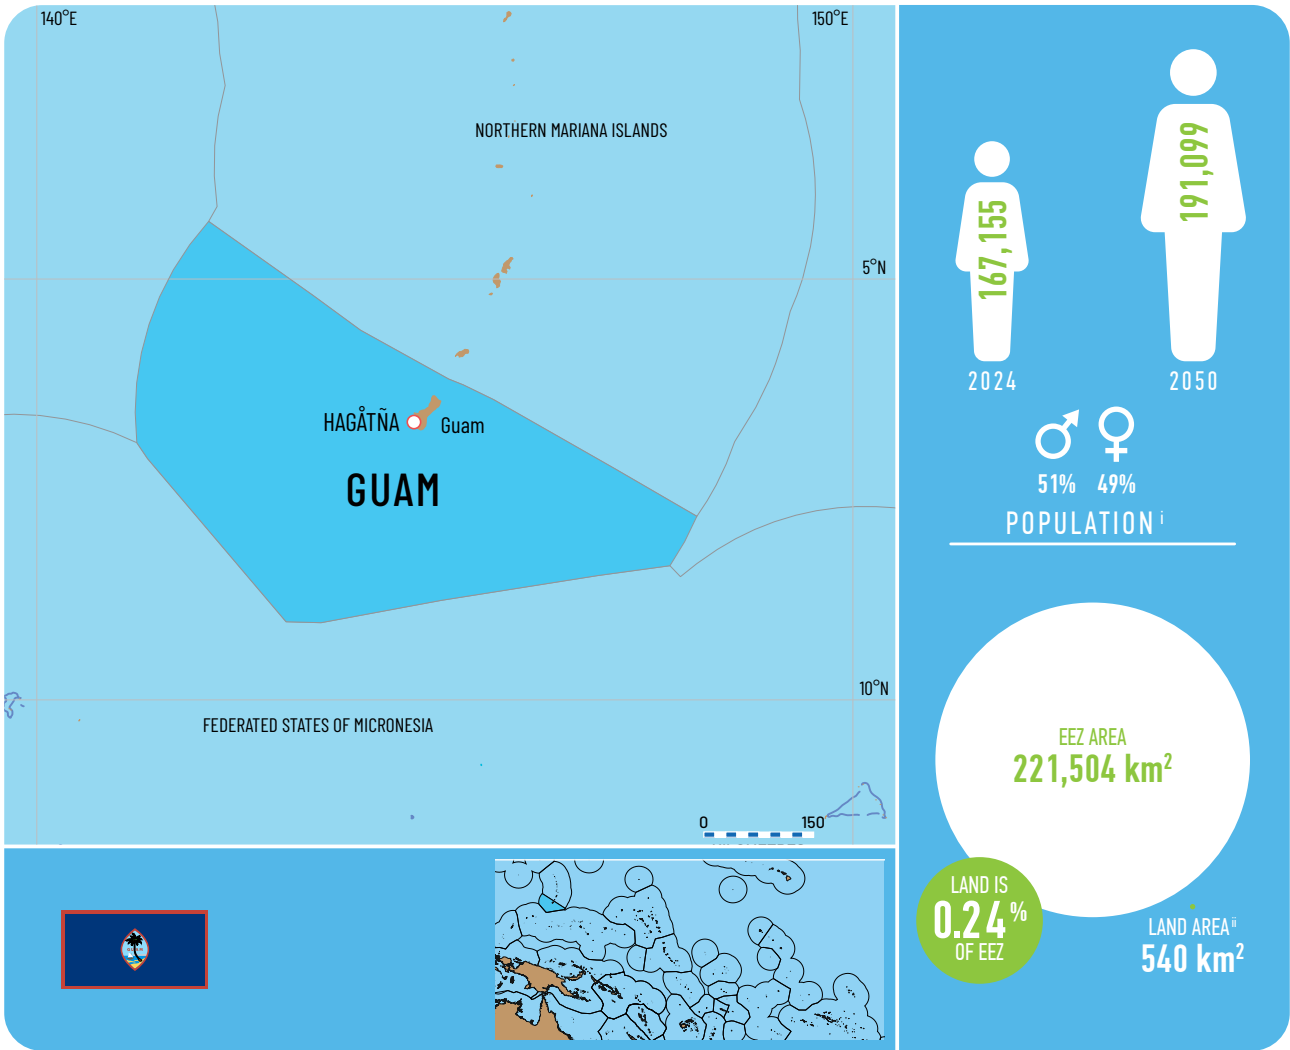 140°E
150°E
NORTHERN MARIANA ISLANDS
5°N
HAGÅTÑA
Guam
GUAM
10°N
FEDERATED STATES OF MICRONESIA
0 150
167,155
191,099
2024
2050
51% 49%
POPULATION i
EEZ AREA
221,504 km²
LAND IS
0.24%
OF EEZ
LAND AREA ii
540 km²